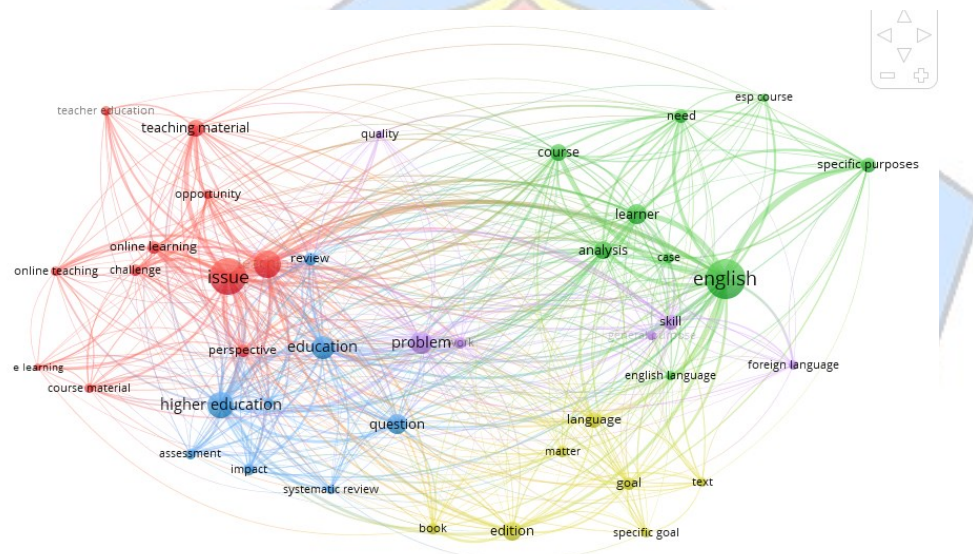 esp course
teacher education
need
teaching material
quality
course
specific purposes
opportunity
learner
online learning
analysis
case
review
online teaching
challenge
issue
english
skill
problem
education
perspective
foreign language
e learning
english language
course material
higher education
language
question
matter
assessment
impact
goal
text
systematic review
book
edition
specific goal